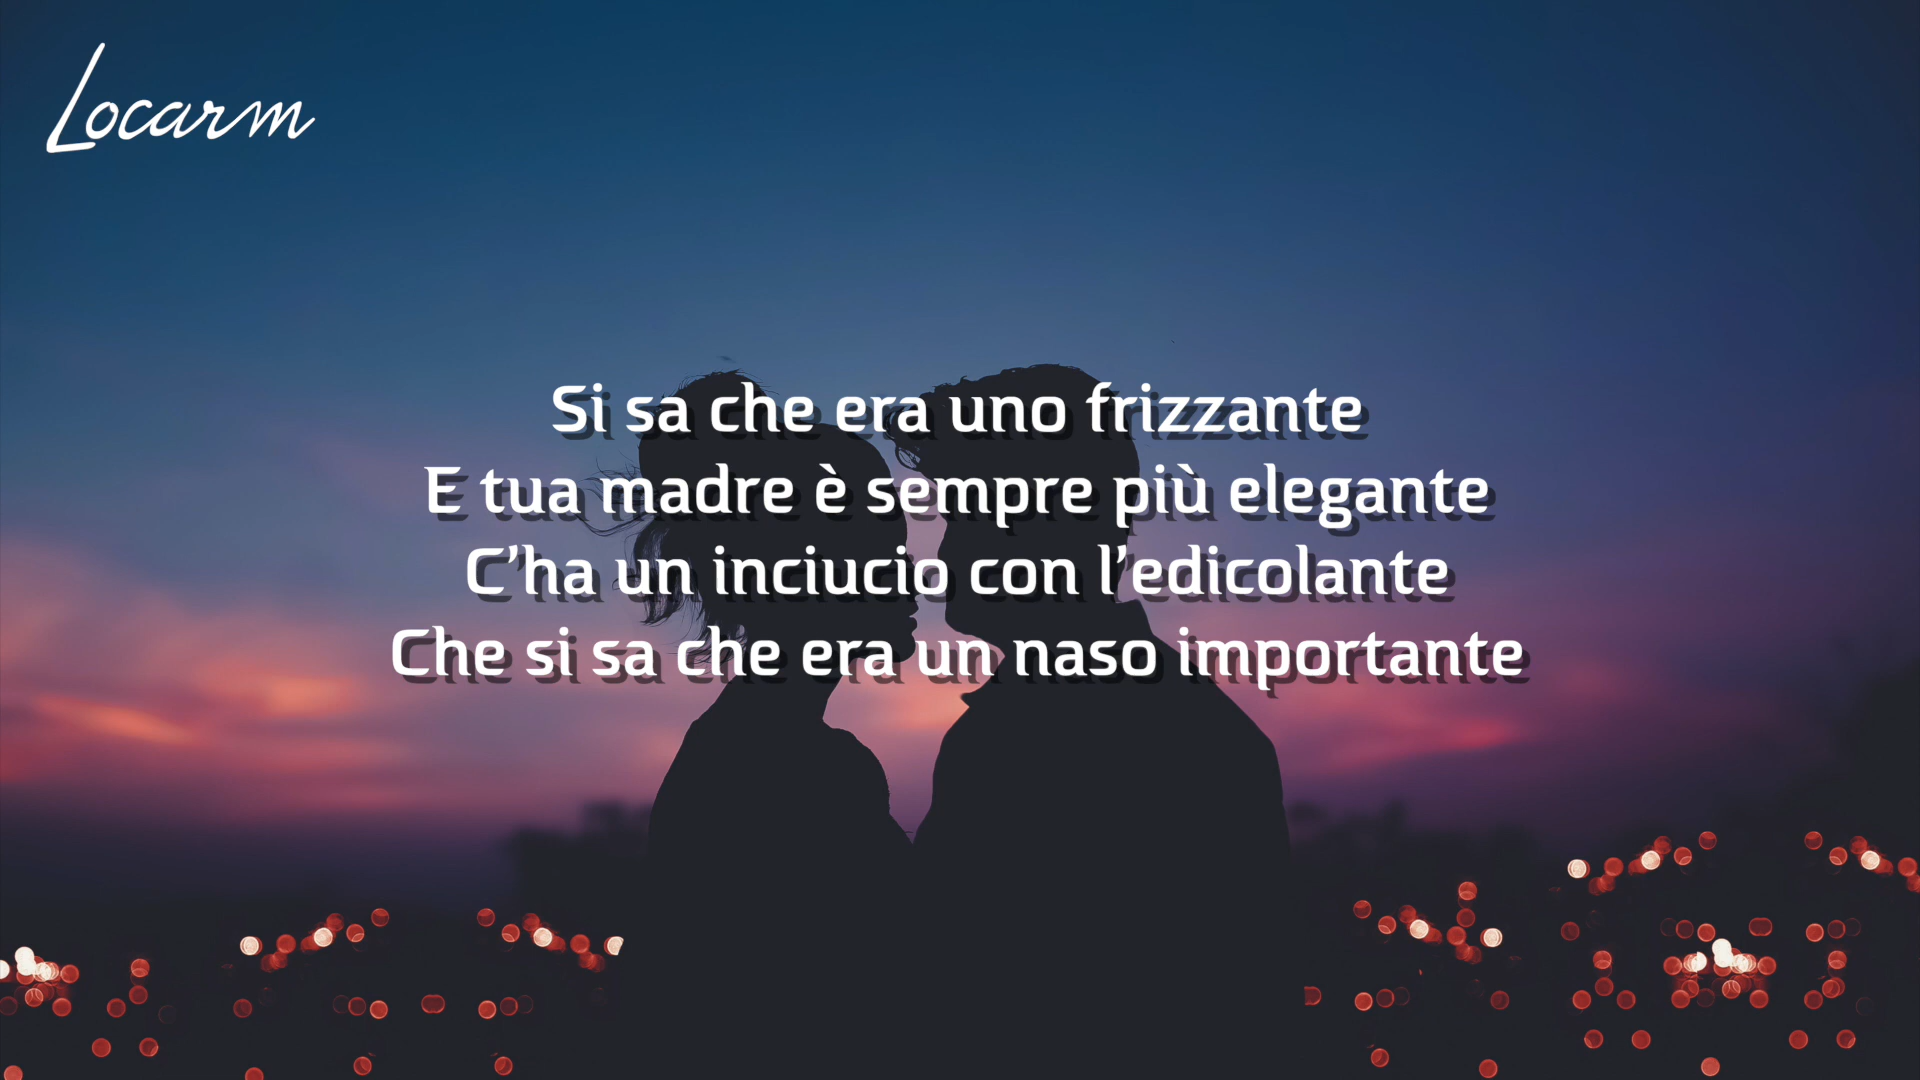 Locarm
Si sa che era uno frizzante
E tua madre è sempre più elegante
C’ha un inciucio con l’edicolante
Che si sa che era un naso importante